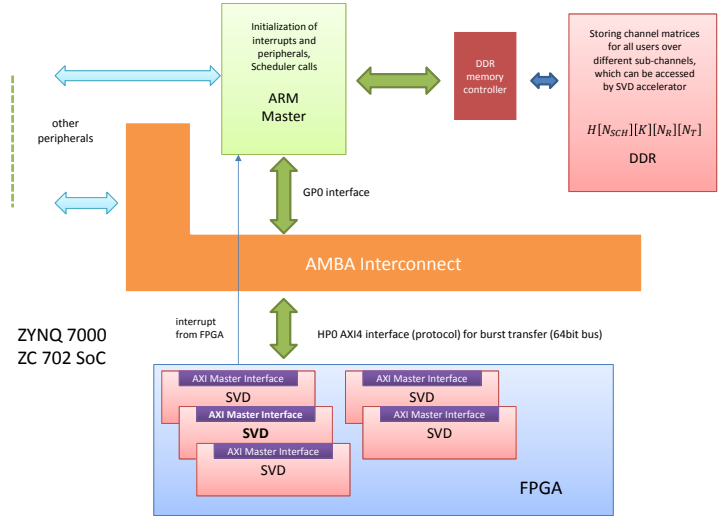 Initialization of
interrupts and
peripherals,
Scheduler calls
ARM
Master
DDR
memory
controller
Storing channel matrices
for all users over
different sub-channels,
which can be accessed
by SVD accelerator
H[N_SCH][K][N_R][N_T]
DDR
other
peripherals
GP0 interface
AMBA Interconnect
interrupt
from FPGA
HP0 AXI4 interface (protocol) for burst transfer (64bit bus)
ZYNQ 7000
ZC 702 SoC
AXI Master Interface
SVD
AXI Master Interface
SVD
AXI Master Interface
SVD
AXI Master Interface
SVD
AXI Master Interface
SVD
FPGA